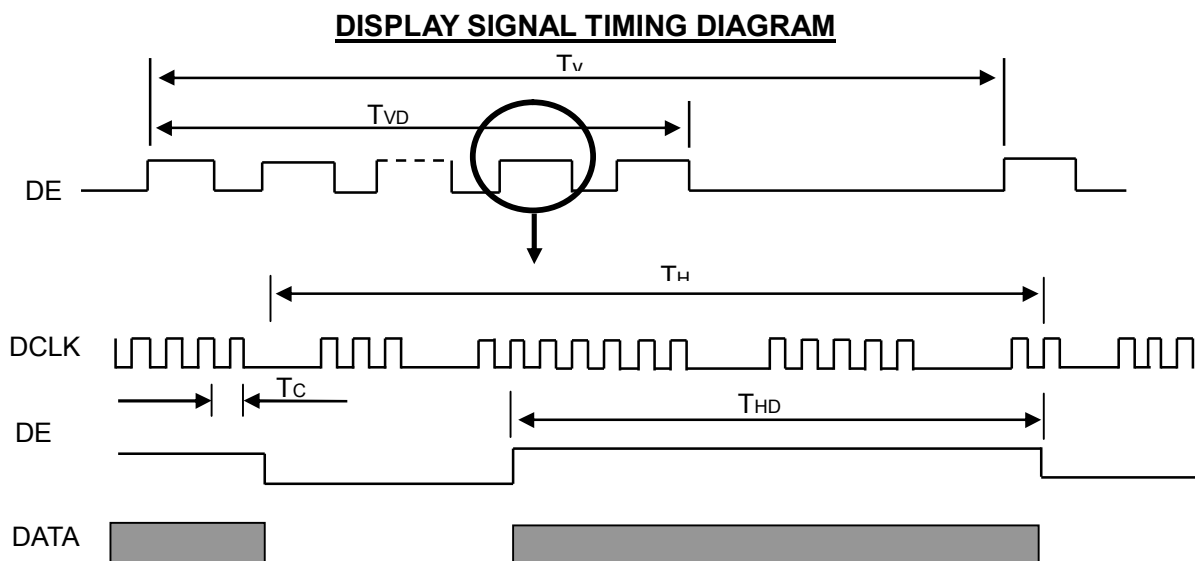 DISPLAY SIGNAL TIMING DIAGRAM
TV
TVD
DE
TH
DCLK
TC
THD
DE
DATA